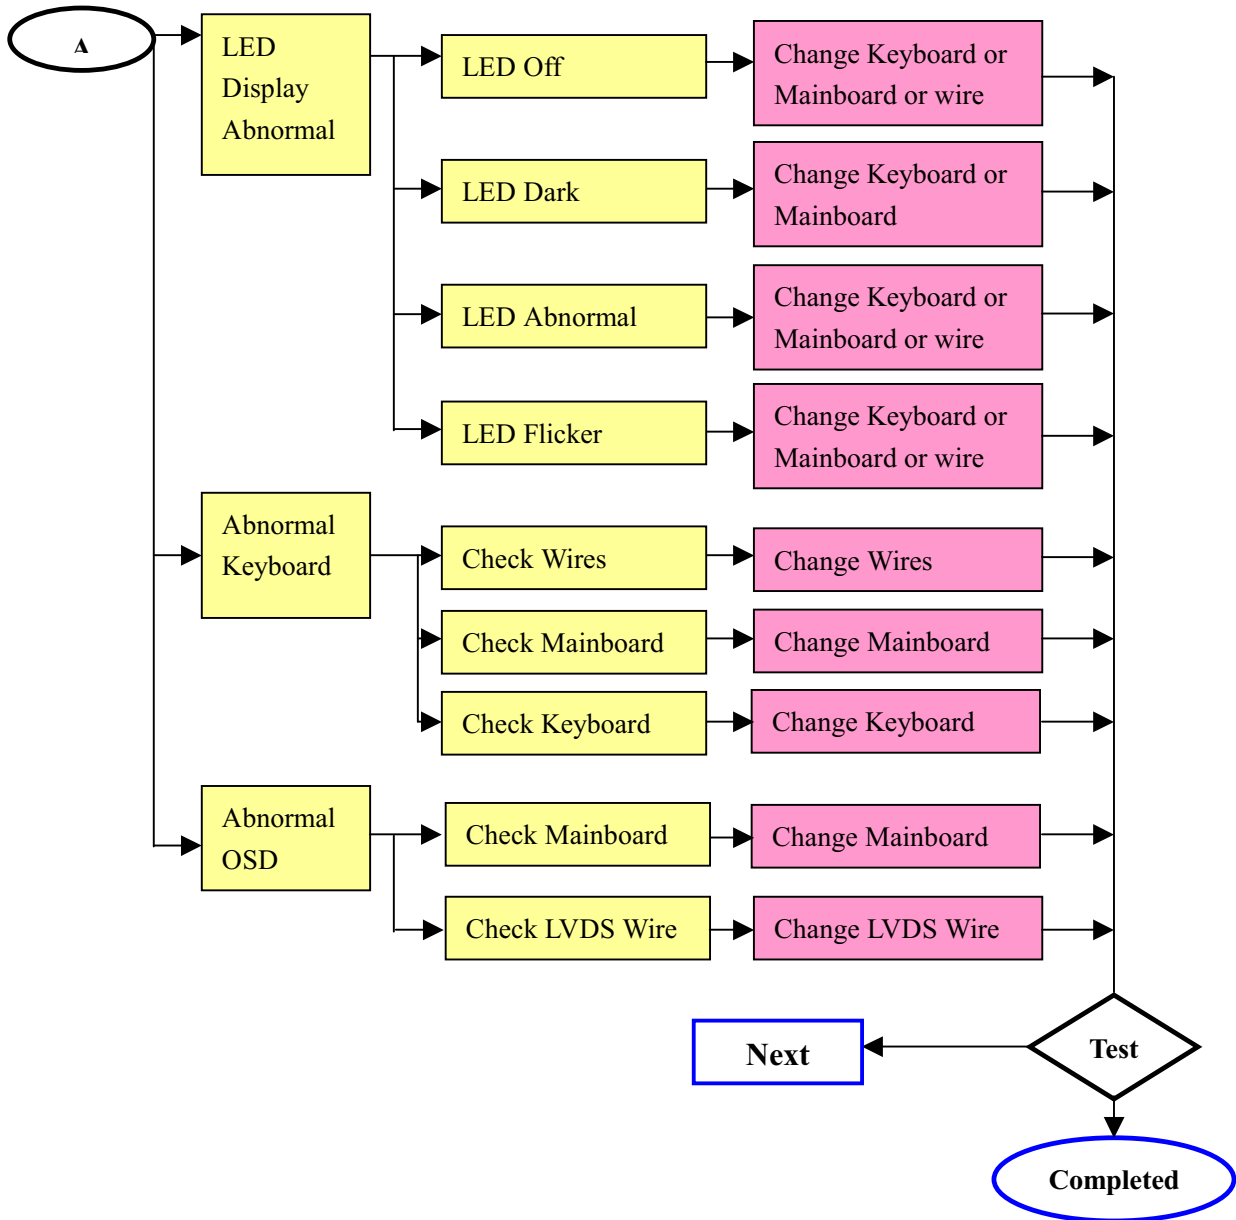 A
LED
Display
Abnormal
LED Off
Change Keyboard or
Mainboard or wire
LED Dark
Change Keyboard or
Mainboard
LED Abnormal
Change Keyboard or
Mainboard or wire
LED Flicker
Change Keyboard or
Mainboard or wire
Abnormal
Keyboard
Check Wires
Change Wires
Check Mainboard
Change Mainboard
Check Keyboard
Change Keyboard
Abnormal
OSD
Check Mainboard
Change Mainboard
Check LVDS Wire
Change LVDS Wire
Next
Test
Completed